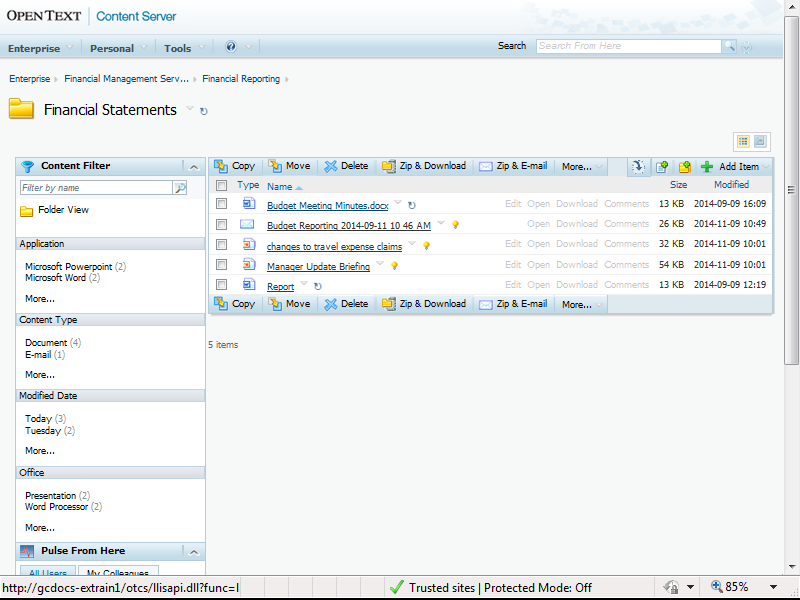 OPEN TEXT | Content Server
Enterprise Personal Tools
Search Search From Here
Enterprise › Financial Management Serv... › Financial Reporting ›
Financial Statements
Content Filter
Filter by name
Folder View
Application
Microsoft Powerpoint (2)
Microsoft Word (2)
More...
Content Type
Document (4)
E-mail (1)
More...
Modified Date
Today (3)
Tuesday (2)
More...
Office
Presentation (2)
Word Processor (2)
More...
Pulse From Here
All Users My Colleagues
Copy Move Delete Zip & Download Zip & E-mail More... Add Item
Type Name Size Modified
Budget Meeting Minutes.docx Edit Open Download Comments 13 KB 2014-09-09 16:09
Budget Reporting 2014-09-11 10 46 AM Open Download Comments 26 KB 2014-11-09 10:49
changes to travel expense claims Edit Open Download Comments 32 KB 2014-11-09 10:01
Manager Update Briefing Edit Open Download Comments 54 KB 2014-11-09 10:01
Report Edit Open Download Comments 13 KB 2014-09-09 12:19
Copy Move Delete Zip & Download Zip & E-mail More...
5 items
http://gcdocs-extrain1/otcs/llisapi.dll?func=l Trusted sites | Protected Mode: Off 85%